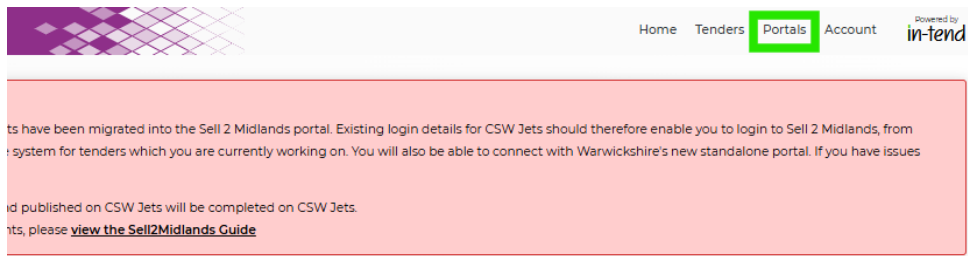 Home Tenders Portals Account Powered by in-tend
ts have been migrated into the Sell 2 Midlands portal. Existing login details for CSW Jets should therefore enable you to login to Sell 2 Midlands, from
system for tenders which you are currently working on. You will also be able to connect with Warwickshire's new standalone portal. If you have issues
d published on CSW Jets will be completed on CSW Jets.
nts, please view the Sell2Midlands Guide